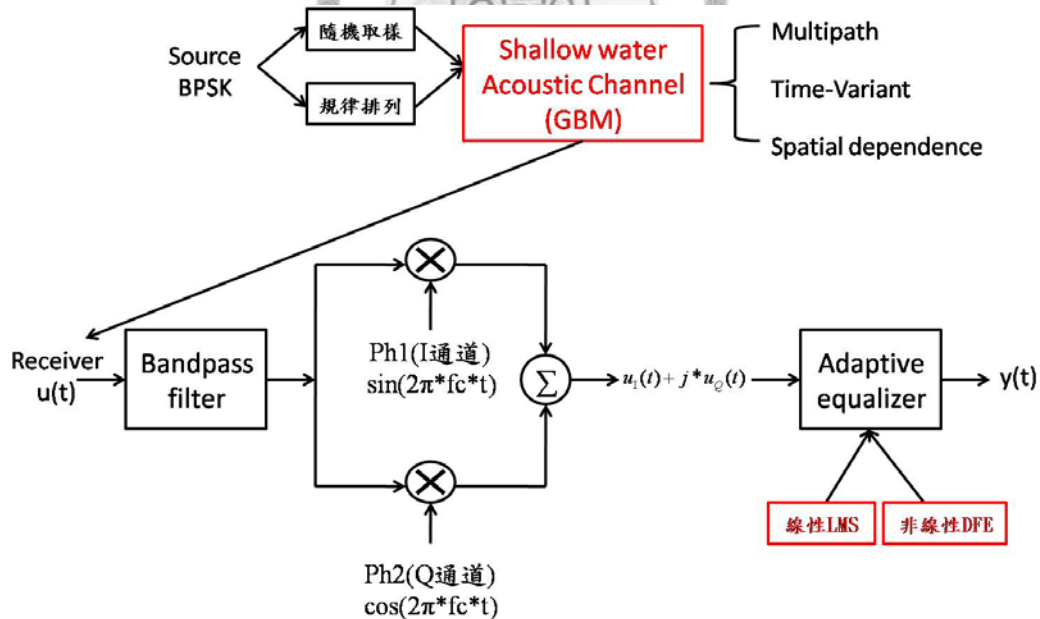 Source
BPSK
隨機取樣
規律排列
Shallow water
Acoustic Channel
(GBM)
Multipath
Time-Variant
Spatial dependence
Receiver
u(t)
Bandpass
filter
Ph1(I通道)
sin(2π*fc*t)
Σ
u_1(t)+j*u_Q(t)
Adaptive
equalizer
y(t)
線性LMS
非線性DFE
Ph2(Q通道)
cos(2π*fc*t)